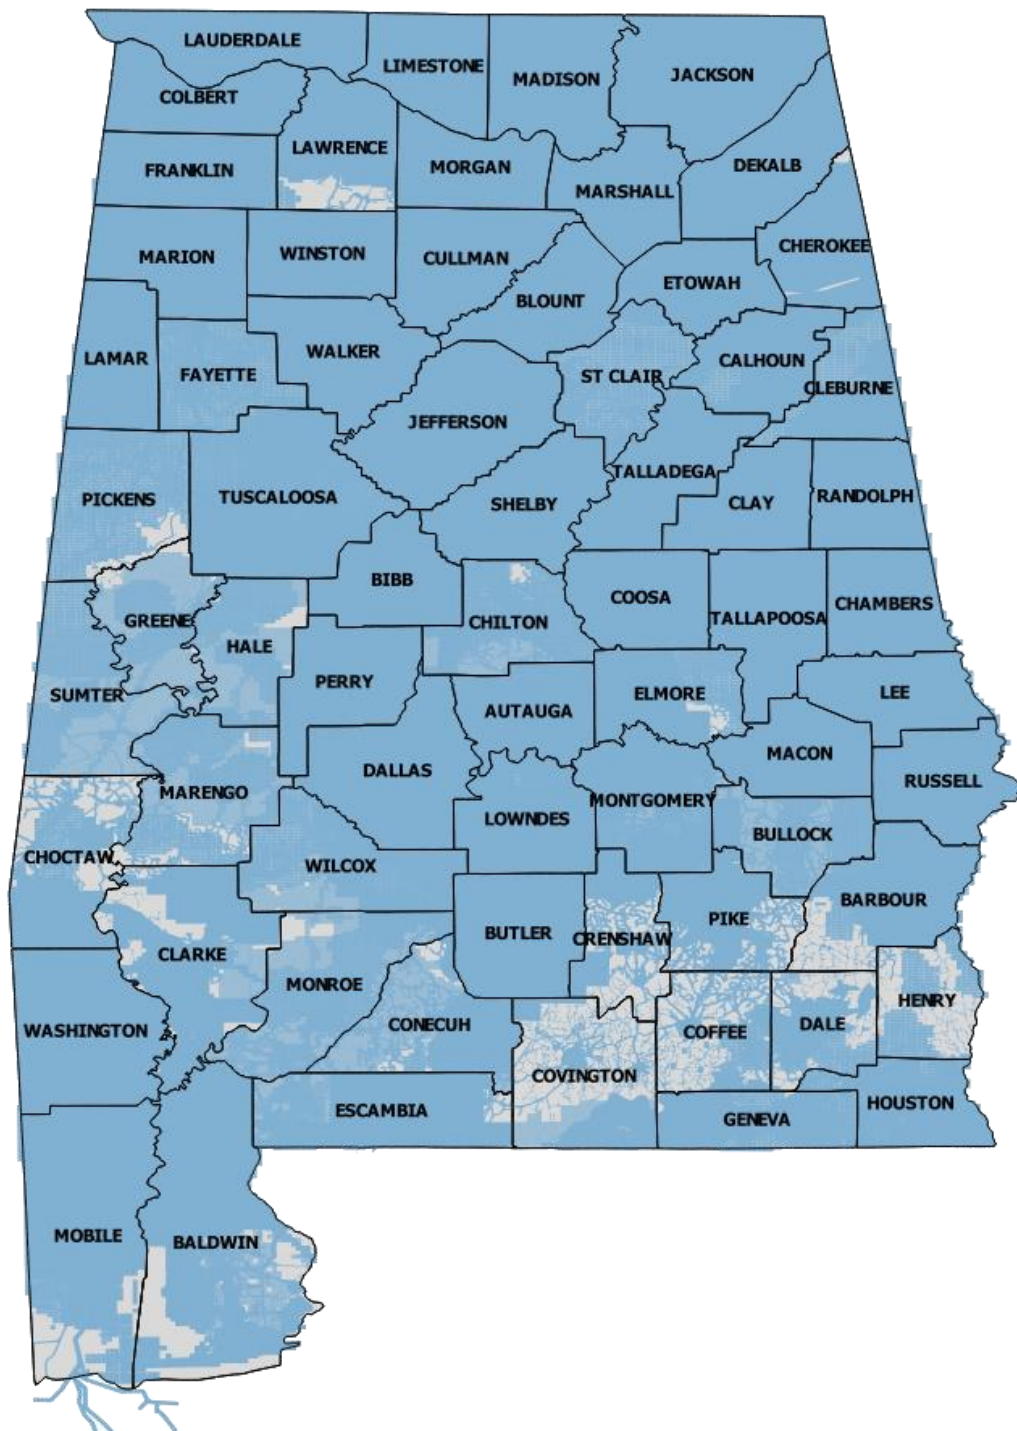 LAUDERDALE
LIMESTONE
MADISON
JACKSON
COLBERT
LAWRENCE
FRANKLIN
MORGAN
DEKALB
MARSHALL
MARION
WINSTON
CULLMAN
CHEROKEE
ETOWAH
BLOUNT
LAMAR
WALKER
FAYETTE
ST CLAIR
CALHOUN
CLEBURNE
JEFFERSON
TALLADEGA
PICKENS
TUSCALOOSA
SHELBY
CLAY
RANDOLPH
BIBB
COOSA
CHAMBERS
GREENE
CHILTON
TALLAPOOSA
HALE
SUMTER
PERRY
ELMORE
LEE
AUTAUGA
MACON
DALLAS
RUSSELL
MARENGO
MONTGOMERY
LOWNDES
BULLOCK
CHOCTAW
WILCOX
BARBOUR
BUTLER
CRENSHAW
PIKE
CLARKE
MONROE
WASHINGTON
CONECUH
COFFEE
DALE
HENRY
COVINGTON
ESCAMBIA
GENEVA
HOUSTON
MOBILE
BALDWIN